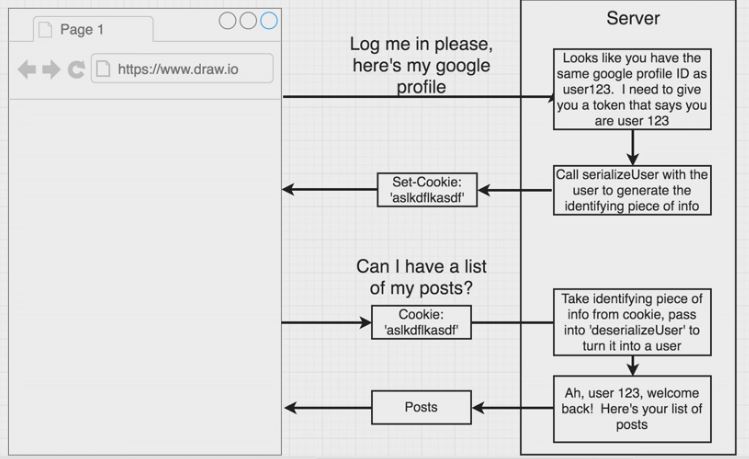 Page 1
https://www.draw.io
Log me in please,
here's my google
profile
Server
Looks like you have the
same google profile ID as
user123. I need to give
you a token that says you
are user 123
Set-Cookie:
'aslkdflkasdf'
Call serializeUser with the
user to generate the
identifying piece of info
Can I have a list
of my posts?
Cookie:
'aslkdflkasdf'
Take identifying piece of
info from cookie, pass
into 'deserializeUser' to
turn it into a user
Posts
Ah, user 123, welcome
back! Here's your list of
posts